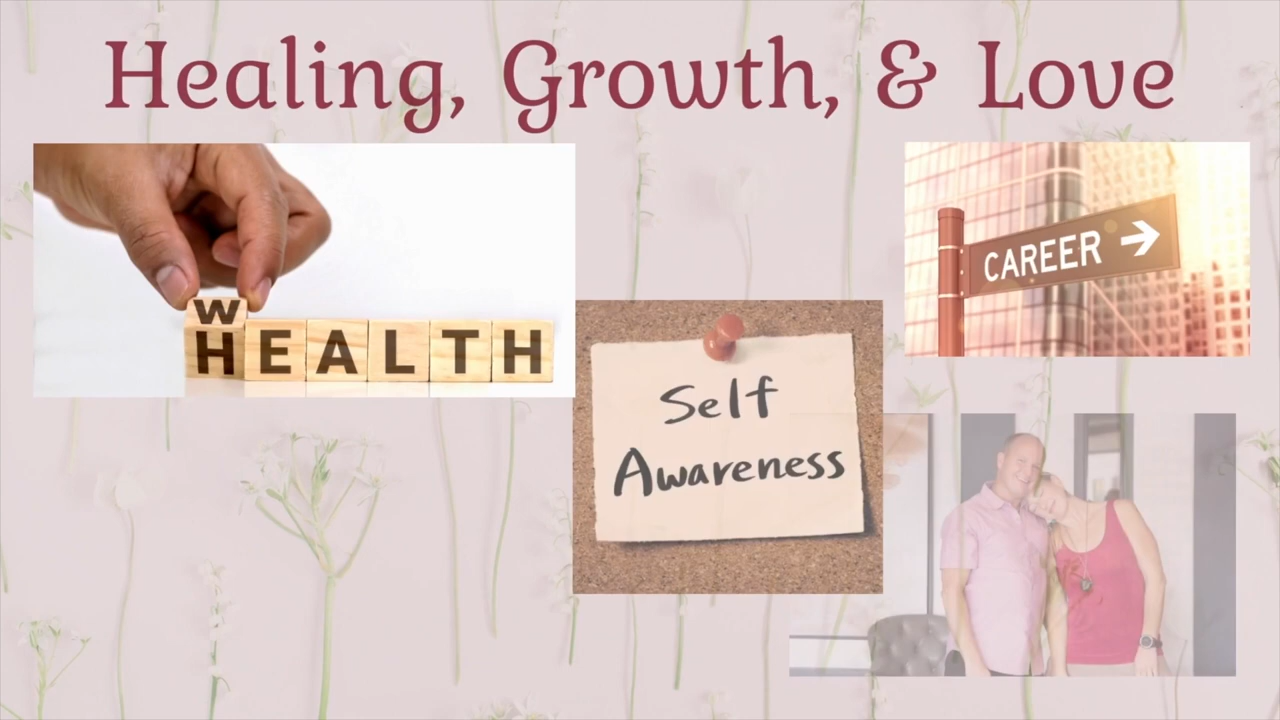 Healing, Growth, & Love
W
HEALTH
CAREER →
Self
Awareness